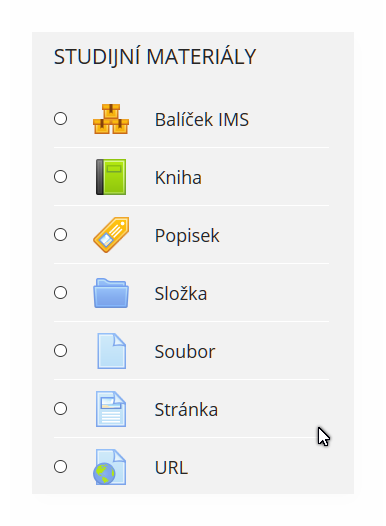 STUDIJNÍ MATERIÁLY
Balíček IMS
Kniha
Popisek
Složka
Soubor
Stránka
URL